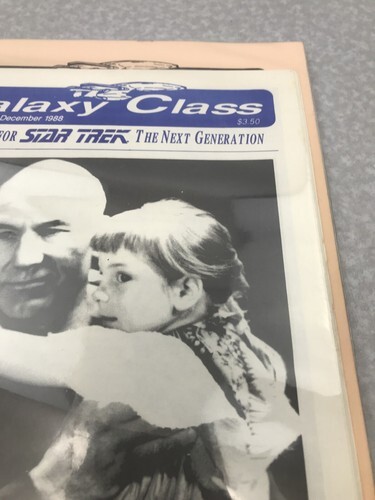 alaxy Class
December 1988 $3.50
FOR STAR TREK THE NEXT GENERATION